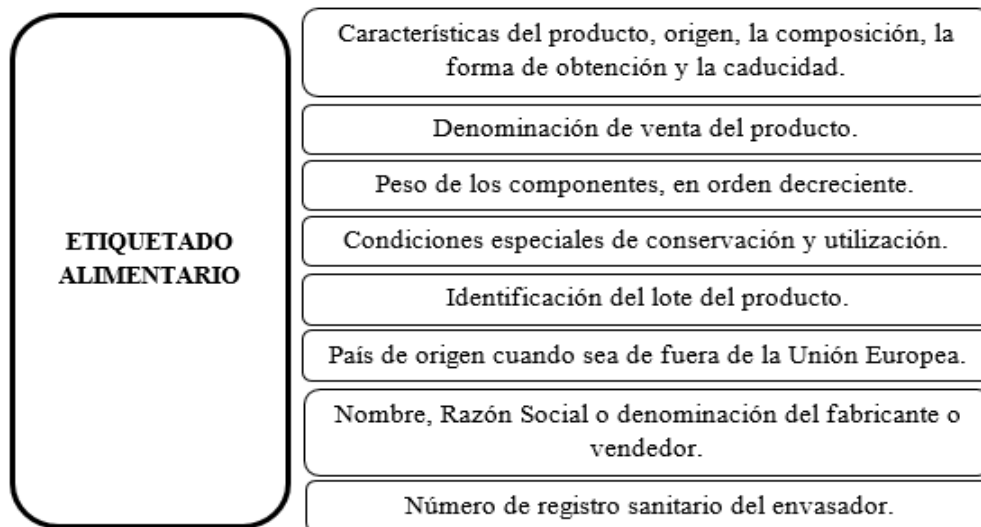 ETIQUETADO
ALIMENTARIO
Características del producto, origen, la composición, la
forma de obtención y la caducidad.
Denominación de venta del producto.
Peso de los componentes, en orden decreciente.
Condiciones especiales de conservación y utilización.
Identificación del lote del producto.
País de origen cuando sea de fuera de la Unión Europea.
Nombre, Razón Social o denominación del fabricante o
vendedor.
Número de registro sanitario del envasador.